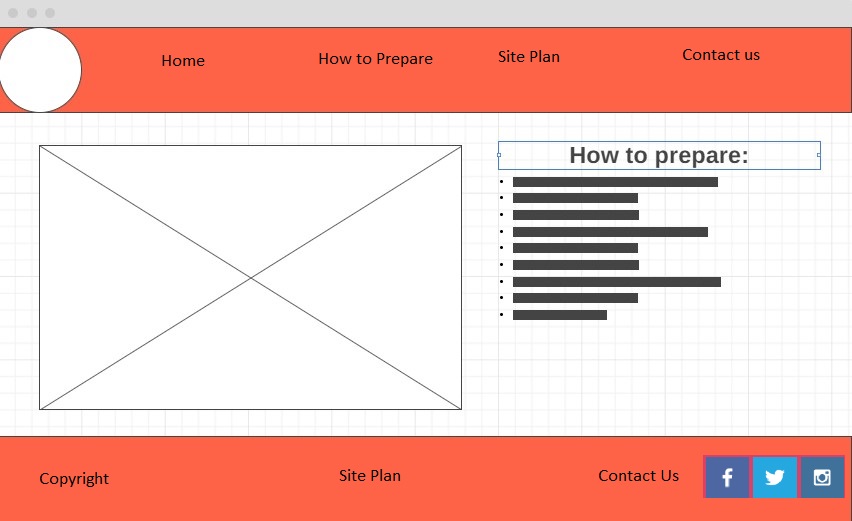 Home
How to Prepare
Site Plan
Contact us
How to prepare:
Copyright
Site Plan
Contact Us